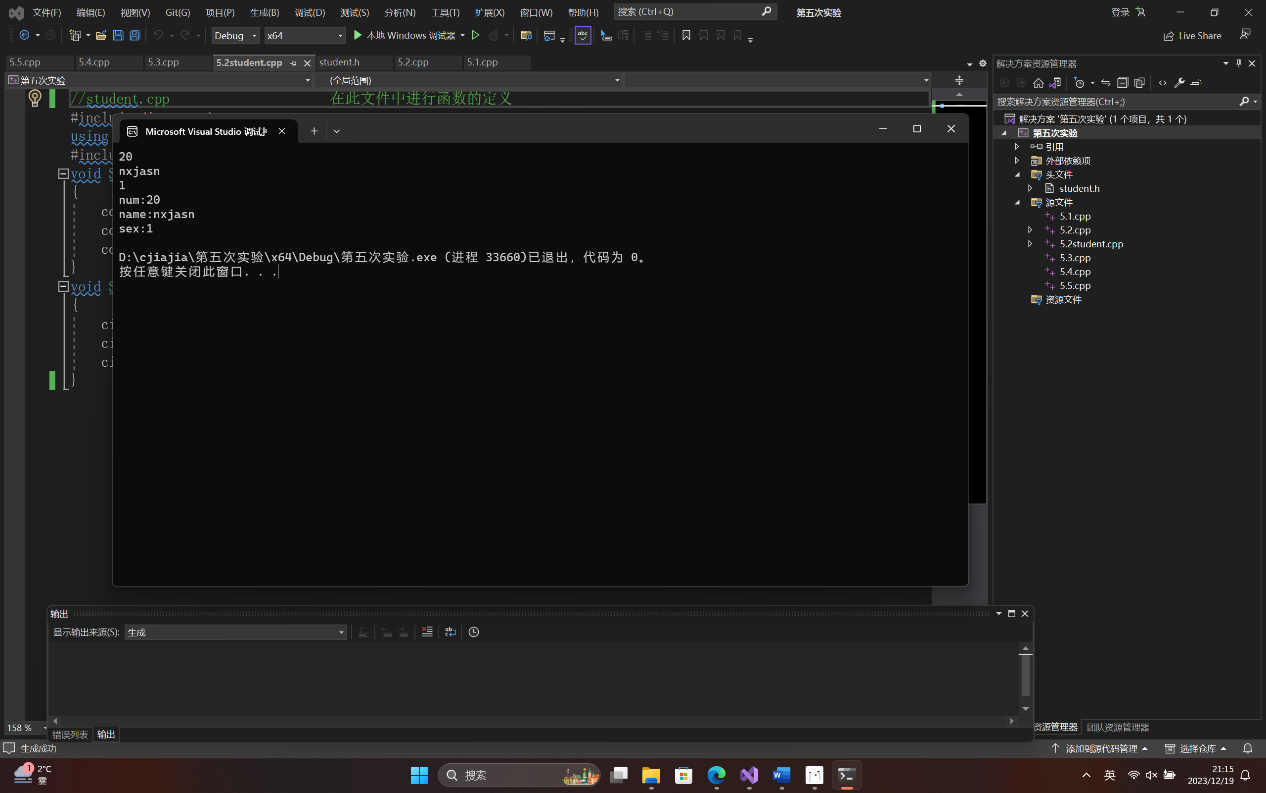 文件(F) 编辑(E) 视图(V) Git(G) 项目(P) 生成(B) 调试(D) 测试(S) 分析(N) 工具(T) 扩展(X) 窗口(W) 帮助(H) 搜索 (Ctrl+Q) 第五次实验 登录
Debug x64 本地 Windows 调试器 Live Share
5.5.cpp 5.4.cpp 5.3.cpp 5.2student.cpp student.h 5.2.cpp 5.1.cpp
第五次实验 (全局范围)
//student.cpp 在此文件中进行函数的定义
using
void
{
}
void
{
}
Microsoft Visual Studio 调试
20
nxjasn
1
num:20
name:nxjasn
sex:1
D:\cjiajia\第五次实验\x64\Debug\第五次实验.exe (进程 33660)已退出，代码为 0。
按任意键关闭此窗口. . .
解决方案资源管理器
搜索解决方案资源管理器(Ctrl+;)
解决方案 '第五次实验' (1 个项目，共 1 个)
第五次实验
引用
外部依赖项
头文件
student.h
源文件
5.1.cpp
5.2.cpp
5.2student.cpp
5.3.cpp
5.4.cpp
5.5.cpp
资源文件
输出
显示输出来源(S): 生成
158 %
错误列表 输出
资源管理器 团队资源管理器
生成成功 添加到源代码管理 选择仓库
1 2°C
雾
搜索
英
21:15
2023/12/19